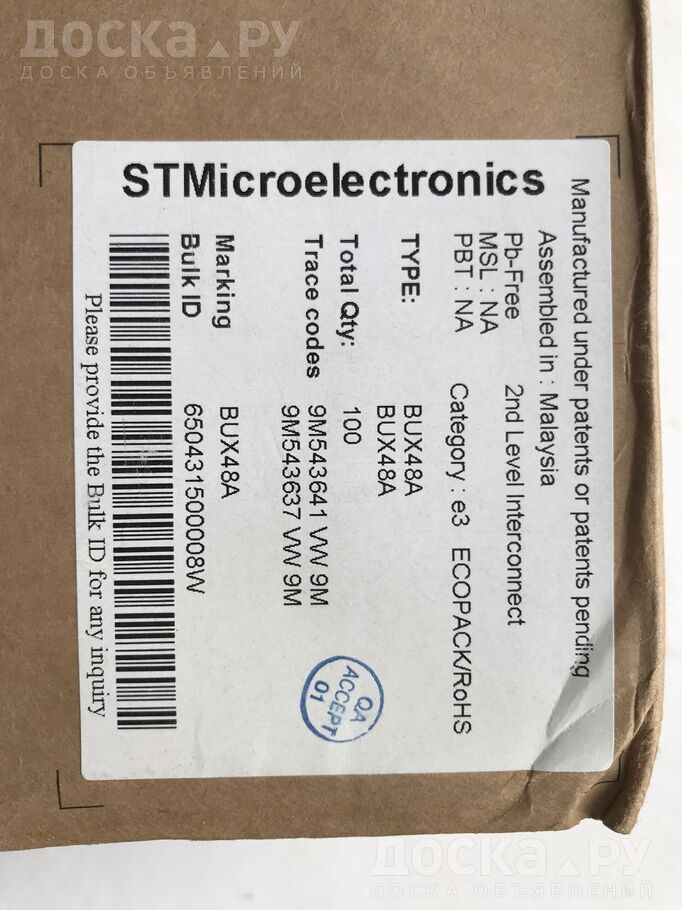 ДОСКА.РУ
ДОСКА ОБЪЯВЛЕНИЙ
STMicroelectronics
Manufactured under patents or patents pending
Assembled in : Malaysia
Pb-Free 2nd Level Interconnect
MSL : NA
PBT : NA Category : e3 ECOPACK/RoHS
TYPE: BUX48A
BUX48A
Total Qty: 100
Trace codes 9M543641 VW 9M
9M543637 VW 9M
Marking BUX48A
Bulk ID 650431500008W
Please provide the Bulk ID for any inquiry
QA
ACCEPT
01
ДОСКА.РУ
ДОСКА ОБЪЯВЛЕНИЙ